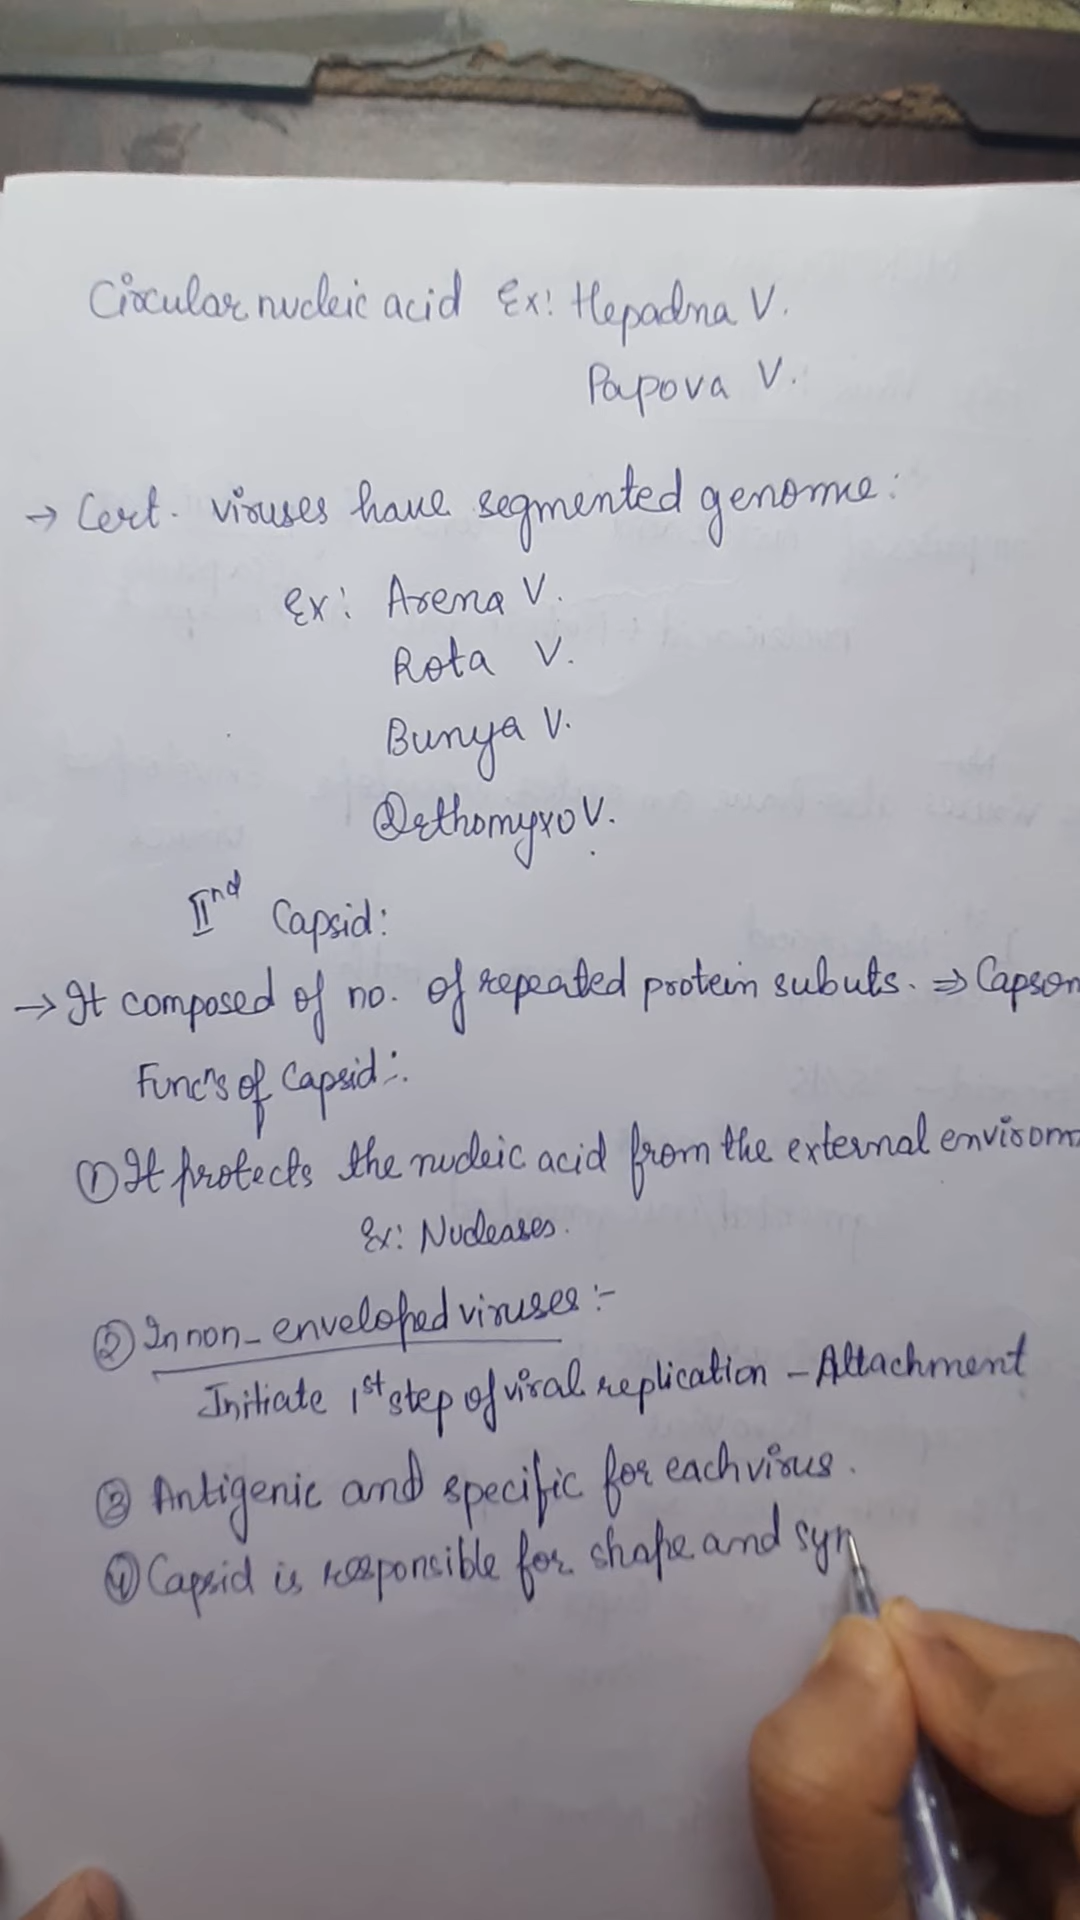 Circular nucleic acid Ex: Hepadna V.
Papova V.
→ Cert. viruses have segmented genome:
Ex: Arena V.
Rota V.
Bunya V.
Orthomyxo V.
IInd Capsid:
→ It composed of no. of repeated protein subuts. ⇒ Capson
Func's of Capsid:-
① It protects the nucleic acid from the external environm
Ex: Nucleases.
② In non-enveloped viruses:-
Initiate 1st step of viral replication - Attachment
③ Antigenic and specific for each virus.
④ Capsid is responsible for shape and sym